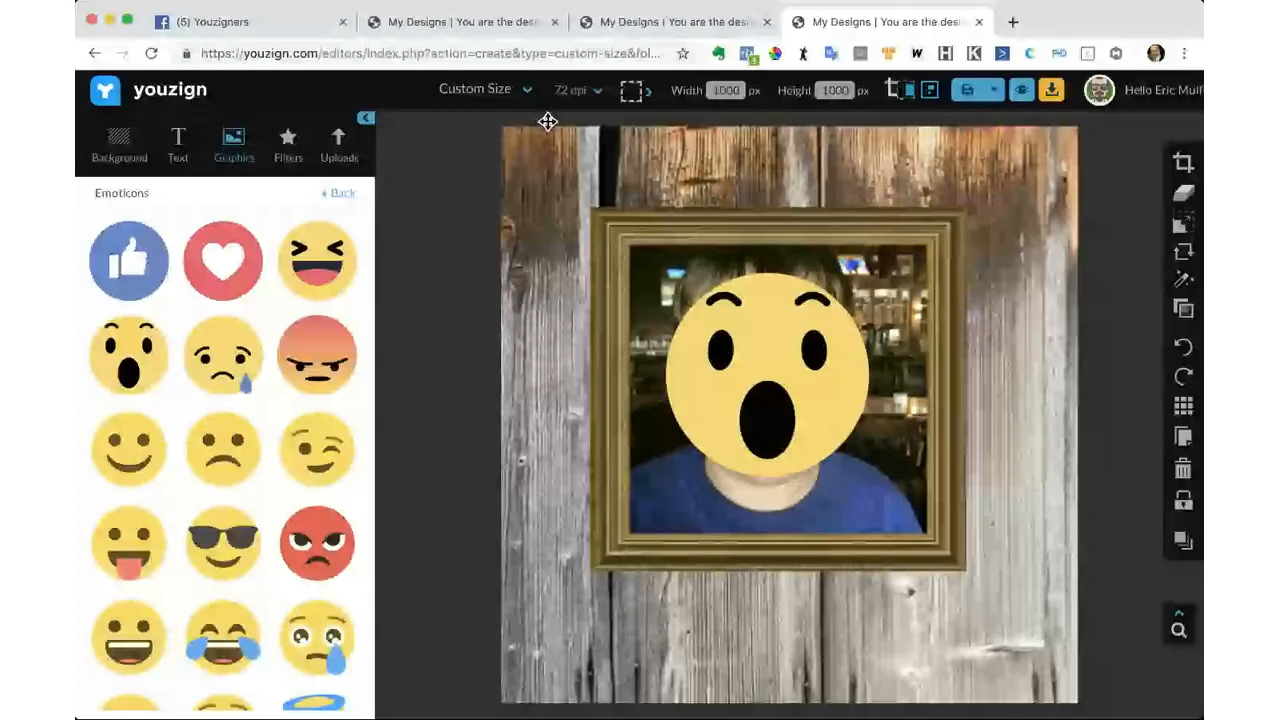 (5) Youzigners
My Designs | You are the desi
My Designs | You are the desi
My Designs | You are the desi
https://youzign.com/editors/index.php?action=create&type=custom-size&fol...
youzign
Custom Size
72 dpi
Width 1000 px
Height 1000 px
Hello Eric Mulf
Background
Text
Graphics
Filters
Uploads
Emoticons
Back